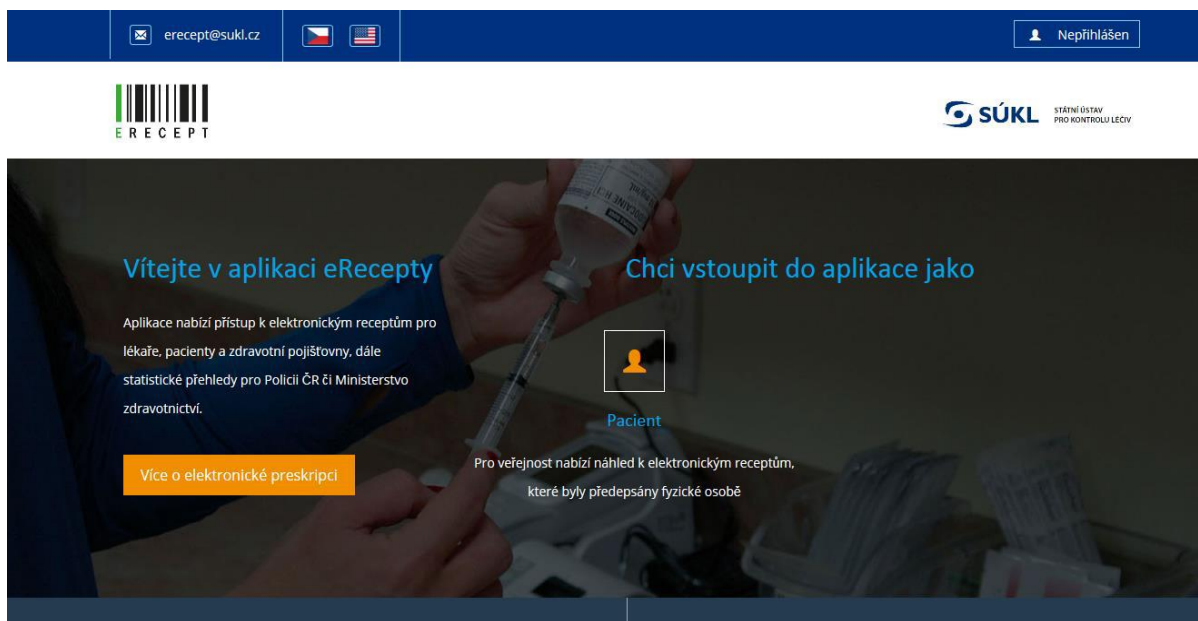 erecept@sukl.cz
Nepřihlášen
ERECEPT
SÚKL
STÁTNÍ ÚSTAV
PRO KONTROLU LÉČIV
Vítejte v aplikaci eRecepty
Aplikace nabízí přístup k elektronickým receptům pro
lékaře, pacienty a zdravotní pojišťovny, dále
statistické přehledy pro Policii ČR či Ministerstvo
zdravotnictví.
Více o elektronické preskripci
Chci vstoupit do aplikace jako
Pacient
Pro veřejnost nabízí náhled k elektronickým receptům,
které byly předepsány fyzické osobě